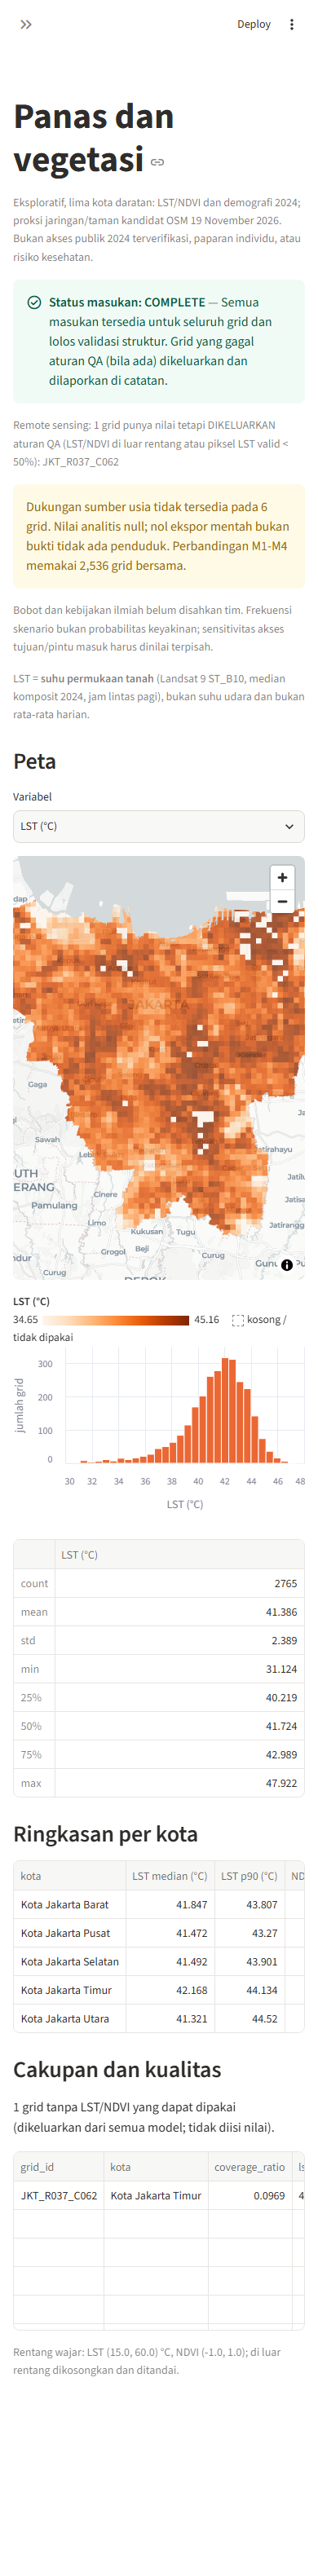 Deploy
Panas dan
vegetasi
Eksploratif, lima kota daratan: LST/NDVI dan demografi 2024;
proksi jaringan/taman kandidat OSM 19 November 2026.
Bukan akses publik 2024 terverifikasi, paparan individu, atau
risiko kesehatan.
Status masukan: COMPLETE — Semua
masukan tersedia untuk seluruh grid dan
lolos validasi struktur. Grid yang gagal
aturan QA (bila ada) dikeluarkan dan
dilaporkan di catatan.
Remote sensing: 1 grid punya nilai tetapi DIKELUARKAN
aturan QA (LST/NDVI di luar rentang atau piksel LST valid <
50%): JKT_R037_C062
Dukungan sumber usia tidak tersedia pada 6
grid. Nilai analitis null; nol ekspor mentah bukan
bukti tidak ada penduduk. Perbandingan M1-M4
memakai 2,536 grid bersama.
Bobot dan kebijakan ilmiah belum disahkan tim. Frekuensi
skenario bukan probabilitas keyakinan; sensitivitas akses
tujuan/pintu masuk harus dinilai terpisah.
LST = suhu permukaan tanah (Landsat 9 ST_B10, median
komposit 2024, jam lintas pagi), bukan suhu udara dan bukan
rata-rata harian.
Peta
Variabel
LST (°C)
+
−
dap
JAKARTA
Gaga
Sawah
UTH
ERANG
Pamulang
Cinere
Limo
Kukusan
Tugu
Grogol
Beji
Curug
Curug
DEPOK
ndur
stirahayu
Jatilu
Jatisa
Jatirangg
Gunu
Pu
LST (°C)
34.65
45.16
kosong /
tidak dipakai
jumlah grid
300
200
100
0
30 32 34 36 38 40 42 44 46 48
LST (°C)
LST (°C)
count 2765
mean 41.386
std 2.389
min 31.124
25% 40.219
50% 41.724
75% 42.989
max 47.922
Ringkasan per kota
kota LST median (°C) LST p90 (°C) ND
Kota Jakarta Barat 41.847 43.807
Kota Jakarta Pusat 41.472 43.27
Kota Jakarta Selatan 41.492 43.901
Kota Jakarta Timur 42.168 44.134
Kota Jakarta Utara 41.321 44.52
Cakupan dan kualitas
1 grid tanpa LST/NDVI yang dapat dipakai
(dikeluarkan dari semua model; tidak diisi nilai).
grid_id kota coverage_ratio ls
JKT_R037_C062 Kota Jakarta Timur 0.0969 4
Rentang wajar: LST (15.0, 60.0) °C, NDVI (-1.0, 1.0); di luar
rentang dikosongkan dan ditandai.